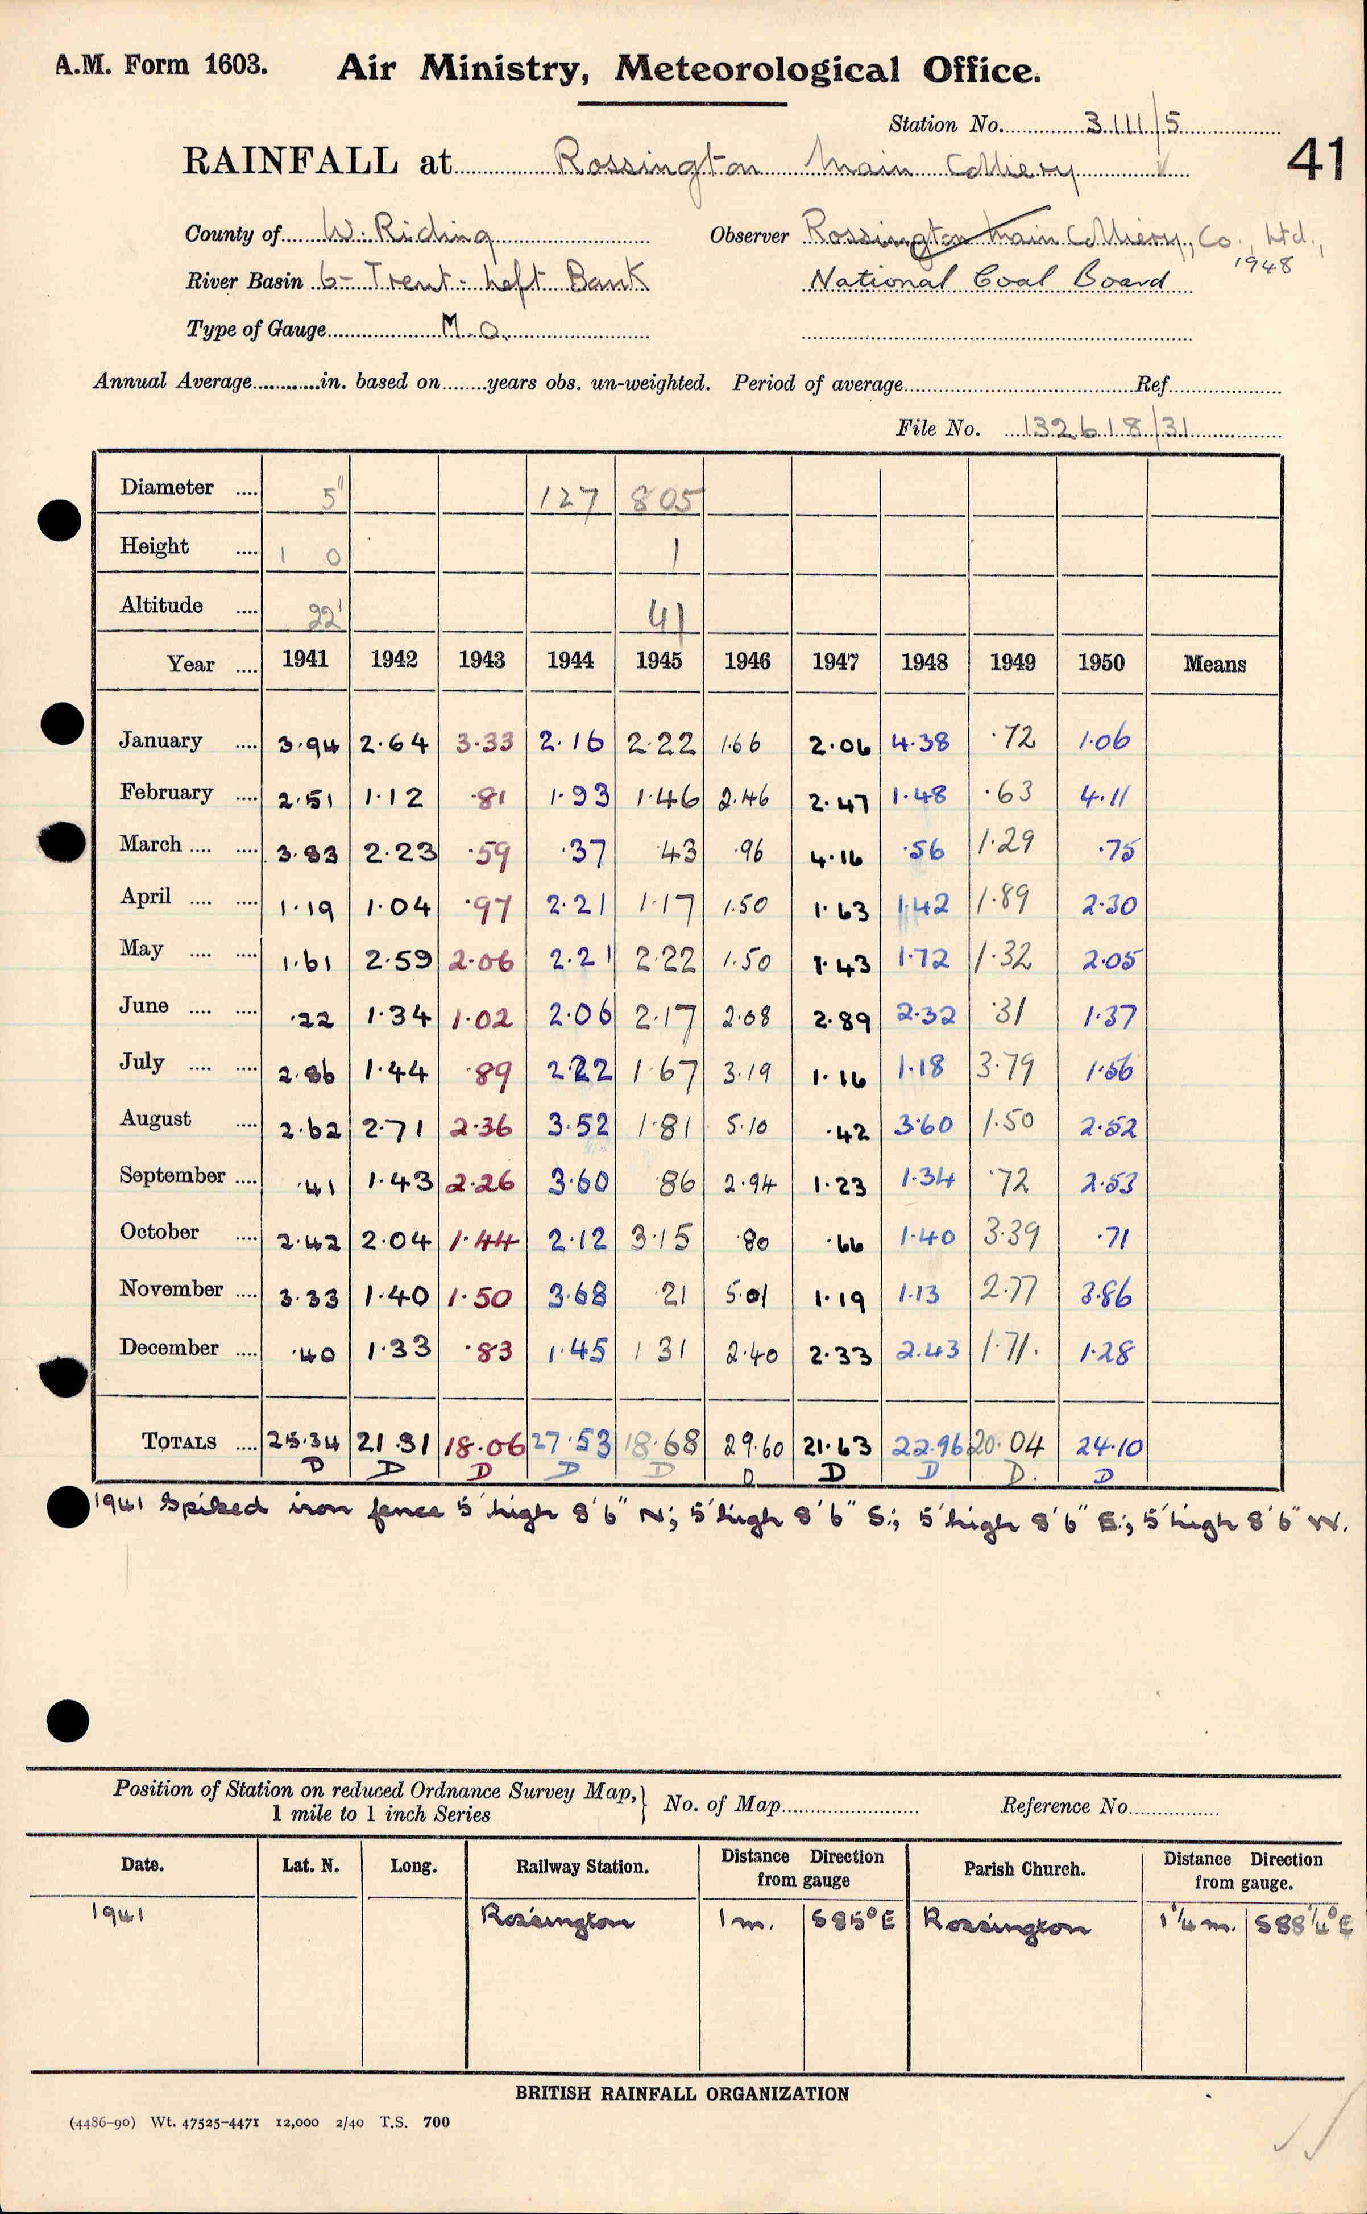 A.M. Form 1603. Air Ministry, Meteorological Office.
Station No. 3111/5
41
RAINFALL at Rossington Main Colliery
County of W. Riding Observer Rossington Main Colliery, Co., Ltd.,
River Basin 6 - Trent: Left Bank National Coal Board 1948
Type of Gauge M.O.
Annual Average in. based on years obs. un-weighted. Period of average Ref.
File No. 132618/31
Diameter 5" 127 805
Height 1 0 1
Altitude 22' 41
Year 1941 1942 1943 1944 1945 1946 1947 1948 1949 1950 Means
January 3.94 2.64 3.33 2.16 2.22 1.66 2.06 4.38 .72 1.06
February 2.51 1.12 .81 1.93 1.46 2.46 2.47 1.48 .63 4.11
March 3.83 2.23 .59 .37 43 .96 4.16 .56 1.29 .75
April 1.19 1.04 .97 2.21 1.17 1.50 1.63 1.42 1.89 2.30
May 1.61 2.59 2.06 2.21 2.22 1.50 1.43 1.72 1.32 2.05
June .22 1.34 1.02 2.06 2.17 2.08 2.89 2.32 .31 1.37
July 2.86 1.44 .89 2.22 1.67 3.19 1.16 1.18 3.79 1.56
August 2.62 2.71 2.36 3.52 1.81 5.10 .42 3.60 1.50 2.52
September .41 1.43 2.26 3.60 86 2.94 1.23 1.34 .72 2.53
October 2.42 2.04 1.44 2.12 3.15 .80 .66 1.40 3.39 .71
November 3.33 1.40 1.50 3.68 21 5.01 1.19 1.13 2.77 3.86
December .40 1.33 .83 1.45 1 31 2.40 2.33 2.43 1.71. 1.28
TOTALS 25.34 21.31 18.06 27.53 18.68 29.60 21.63 22.96 20.04 24.10
D D D D D D D D D. D
1941 Spiked iron fence 5' high 8'6" N; 5' high 8'6" S.; 5' high 8'6" E.; 5' high 8'6" W.
Position of Station on reduced Ordnance Survey Map, } No. of Map Reference No.
1 mile to 1 inch Series
Date. Lat. N. Long. Railway Station. Distance Direction from gauge Parish Church. Distance Direction from gauge.
1941 Rossington 1 m. S 85° E Rossington 1¼ m. S 88¼° E
BRITISH RAINFALL ORGANIZATION
(4486-90) Wt. 47525-4471 12,000 2/40 T.S. 700